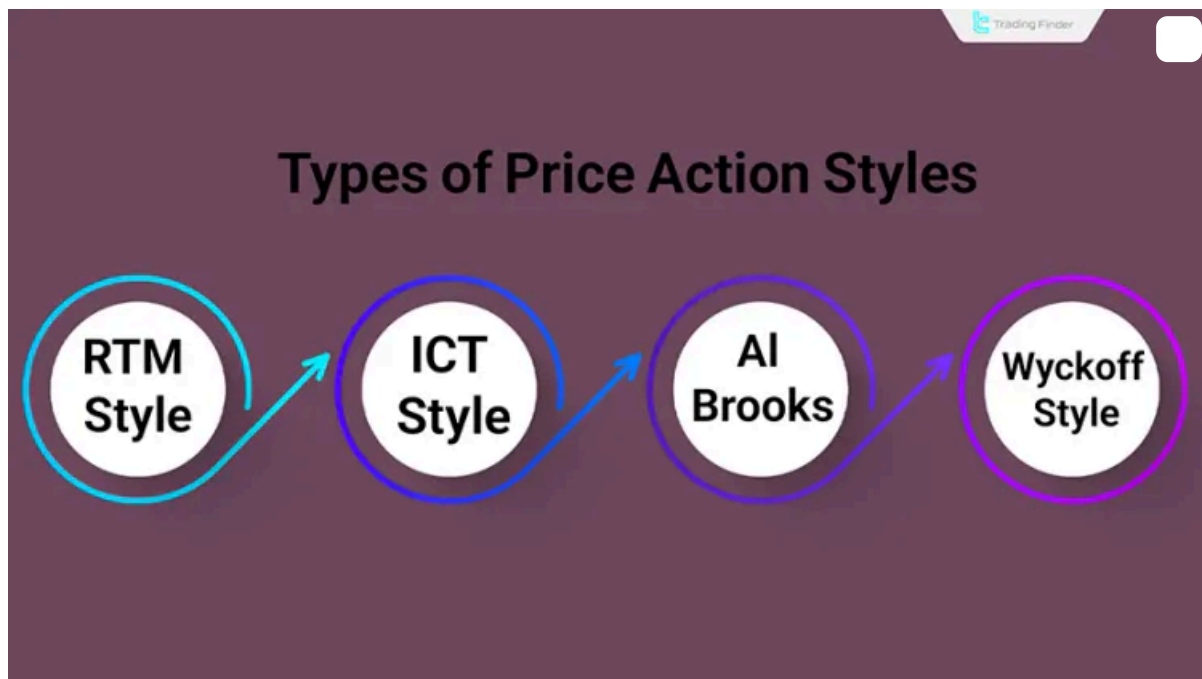 Trading Finder
Types of Price Action Styles
RTM
Style
ICT
Style
Al
Brooks
Wyckoff
Style